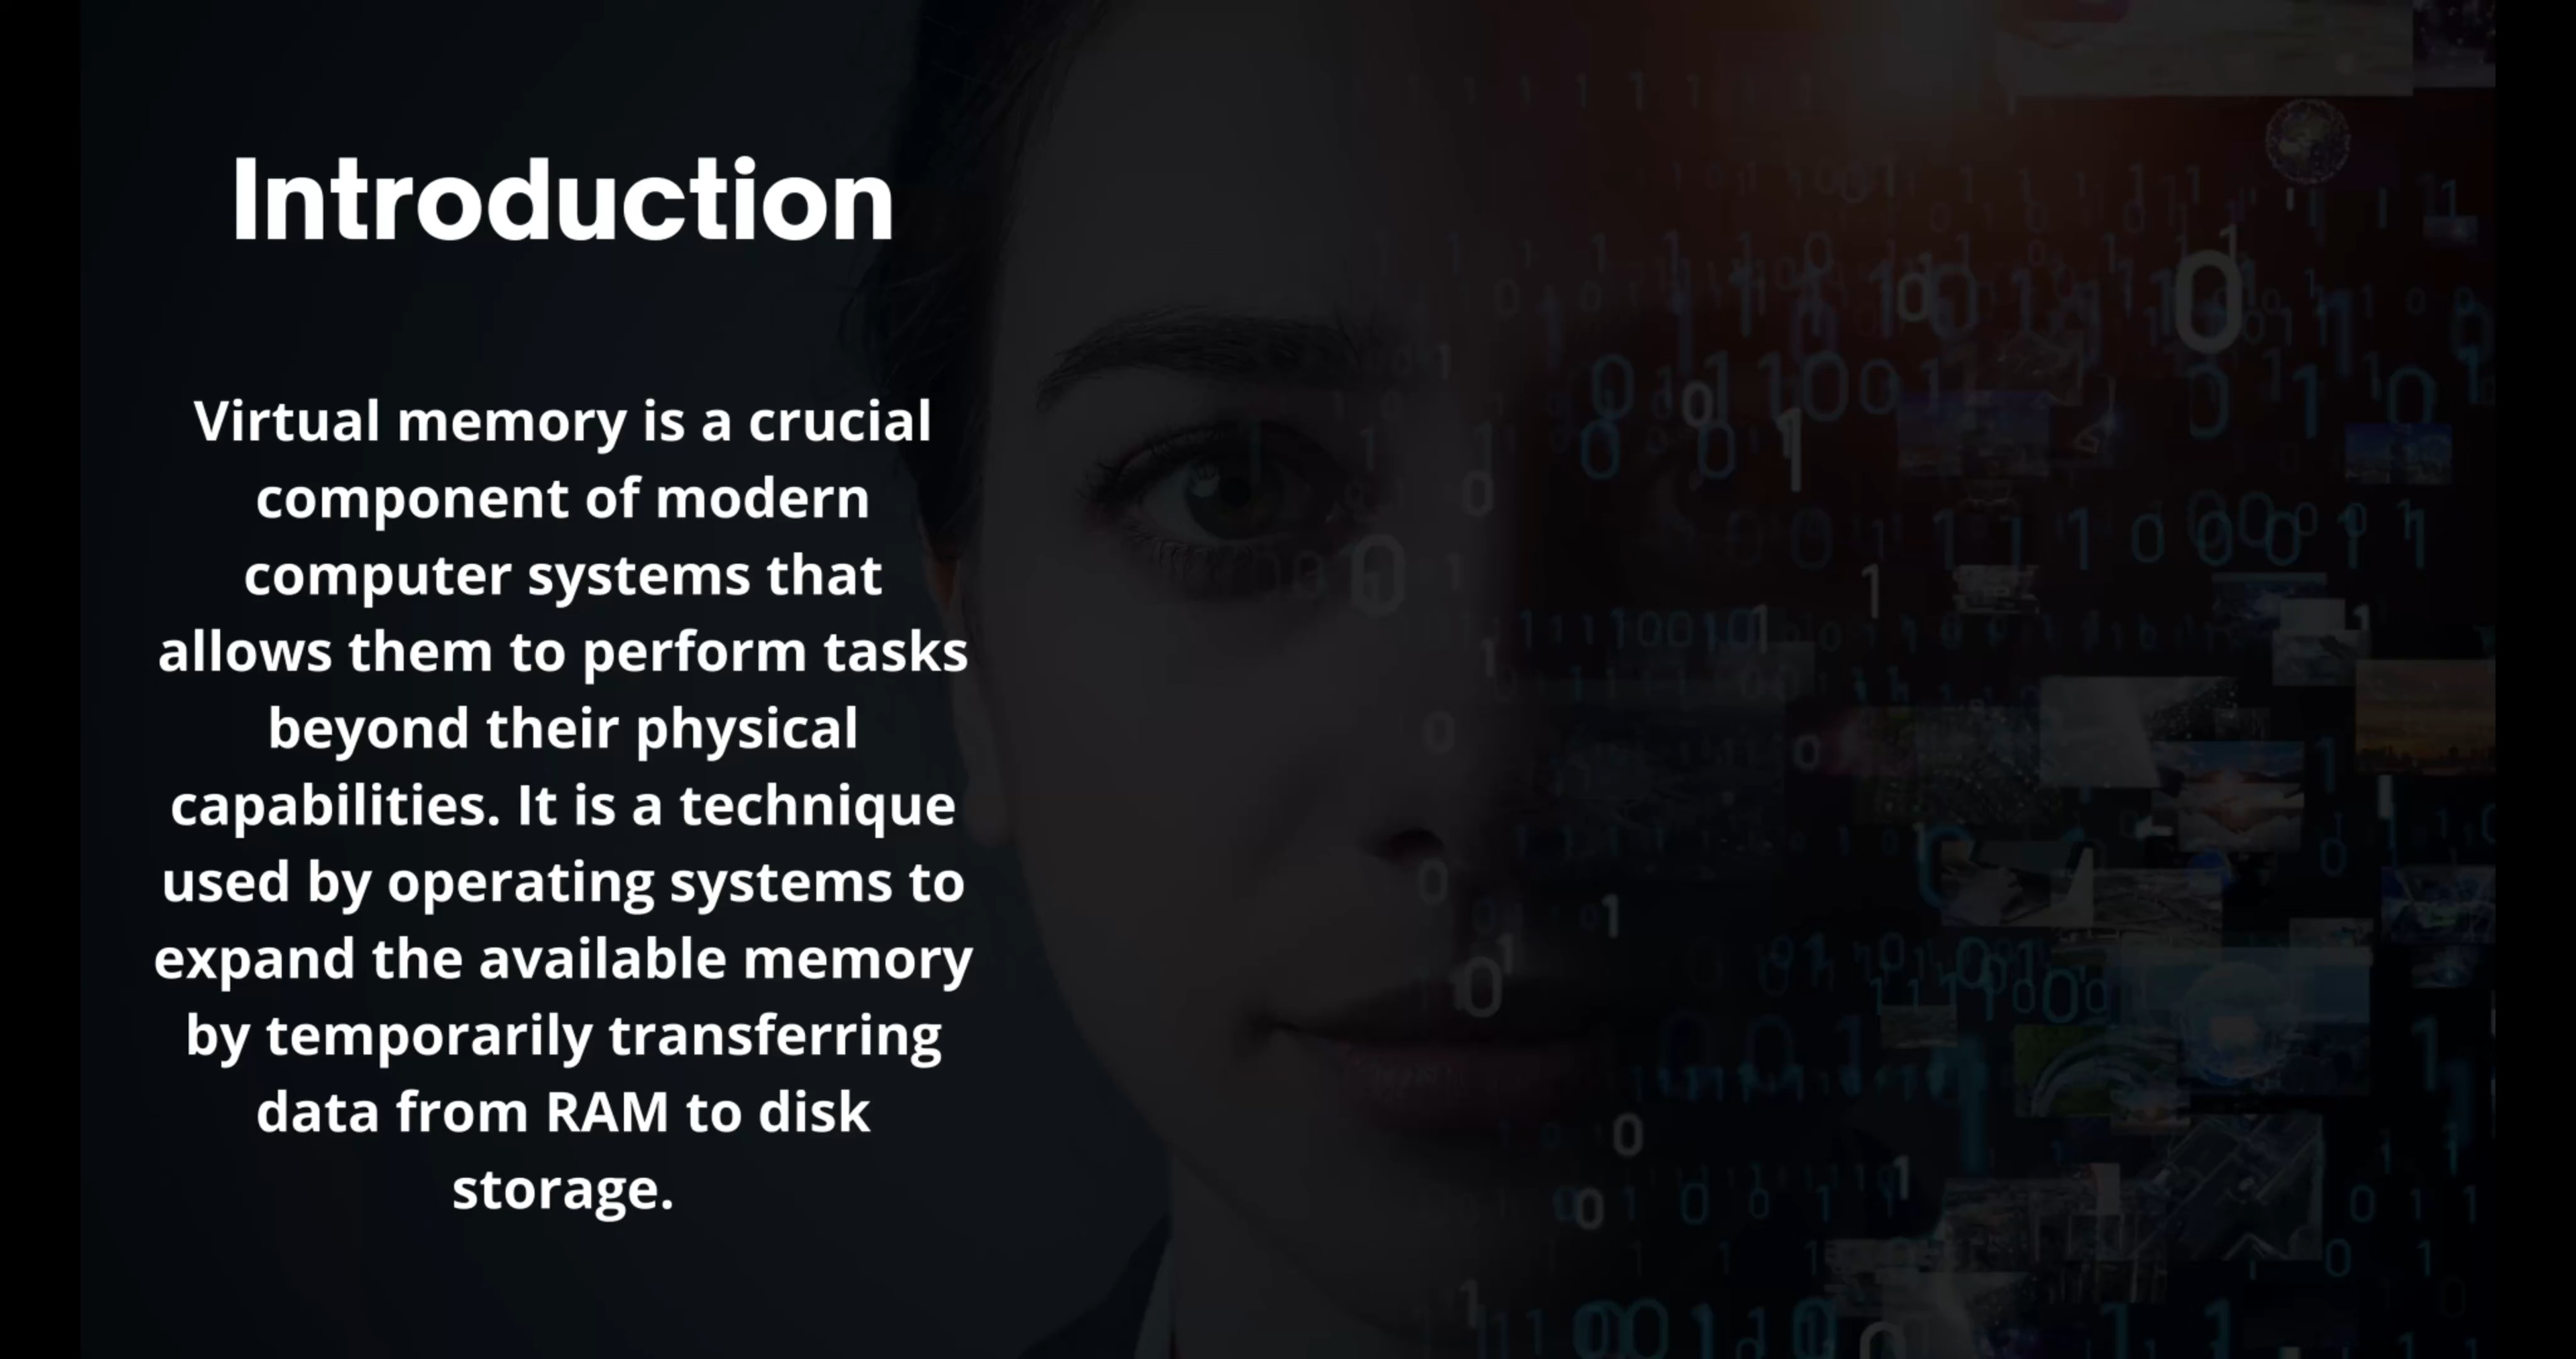 Introduction
Virtual memory is a crucial
component of modern
computer systems that
allows them to perform tasks
beyond their physical
capabilities. It is a technique
used by operating systems to
expand the available memory
by temporarily transferring
data from RAM to disk
storage.